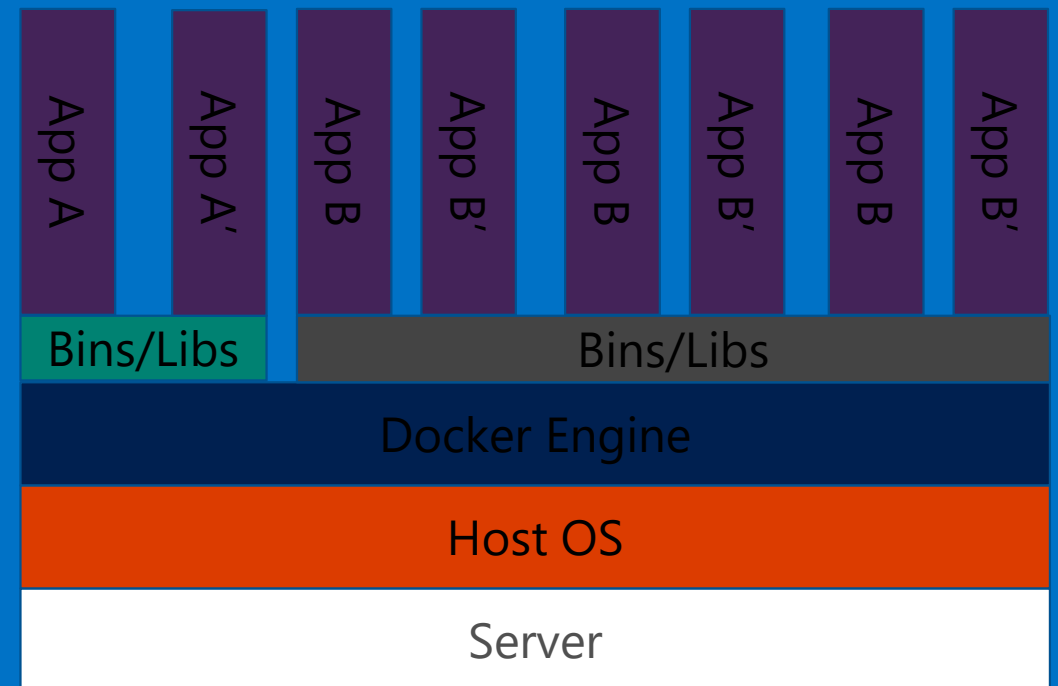 App A
App A’
App B
App B’
App B
App B’
App B
App B’
Bins/Libs
Bins/Libs
Docker Engine
Host OS
Server